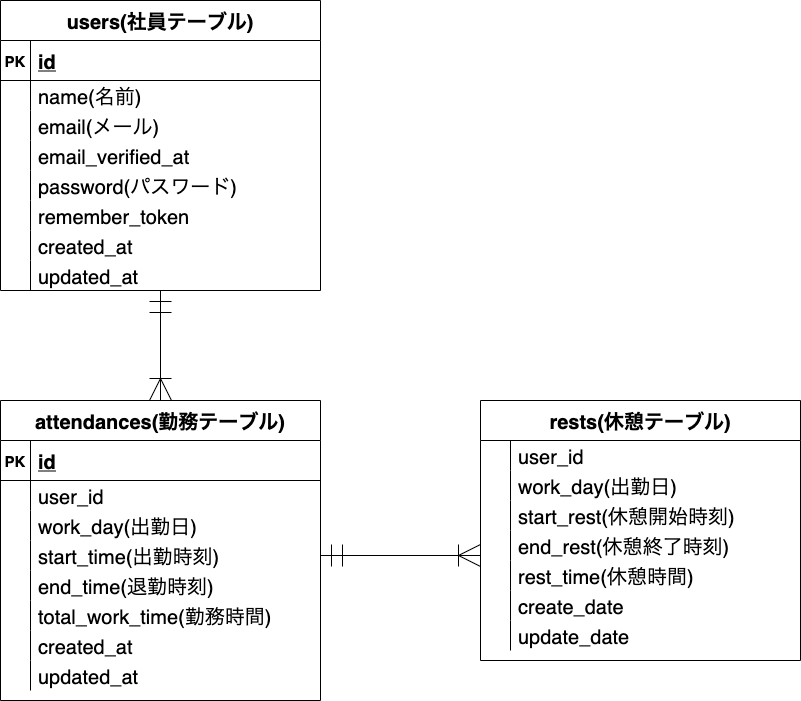 users(社員テーブル)
PK id
name(名前)
email(メール)
email_verified_at
password(パスワード)
remember_token
created_at
updated_at
attendances(勤務テーブル)
PK id
user_id
work_day(出勤日)
start_time(出勤時刻)
end_time(退勤時刻)
total_work_time(勤務時間)
created_at
updated_at
rests(休憩テーブル)
user_id
work_day(出勤日)
start_rest(休憩開始時刻)
end_rest(休憩終了時刻)
rest_time(休憩時間)
create_date
update_date